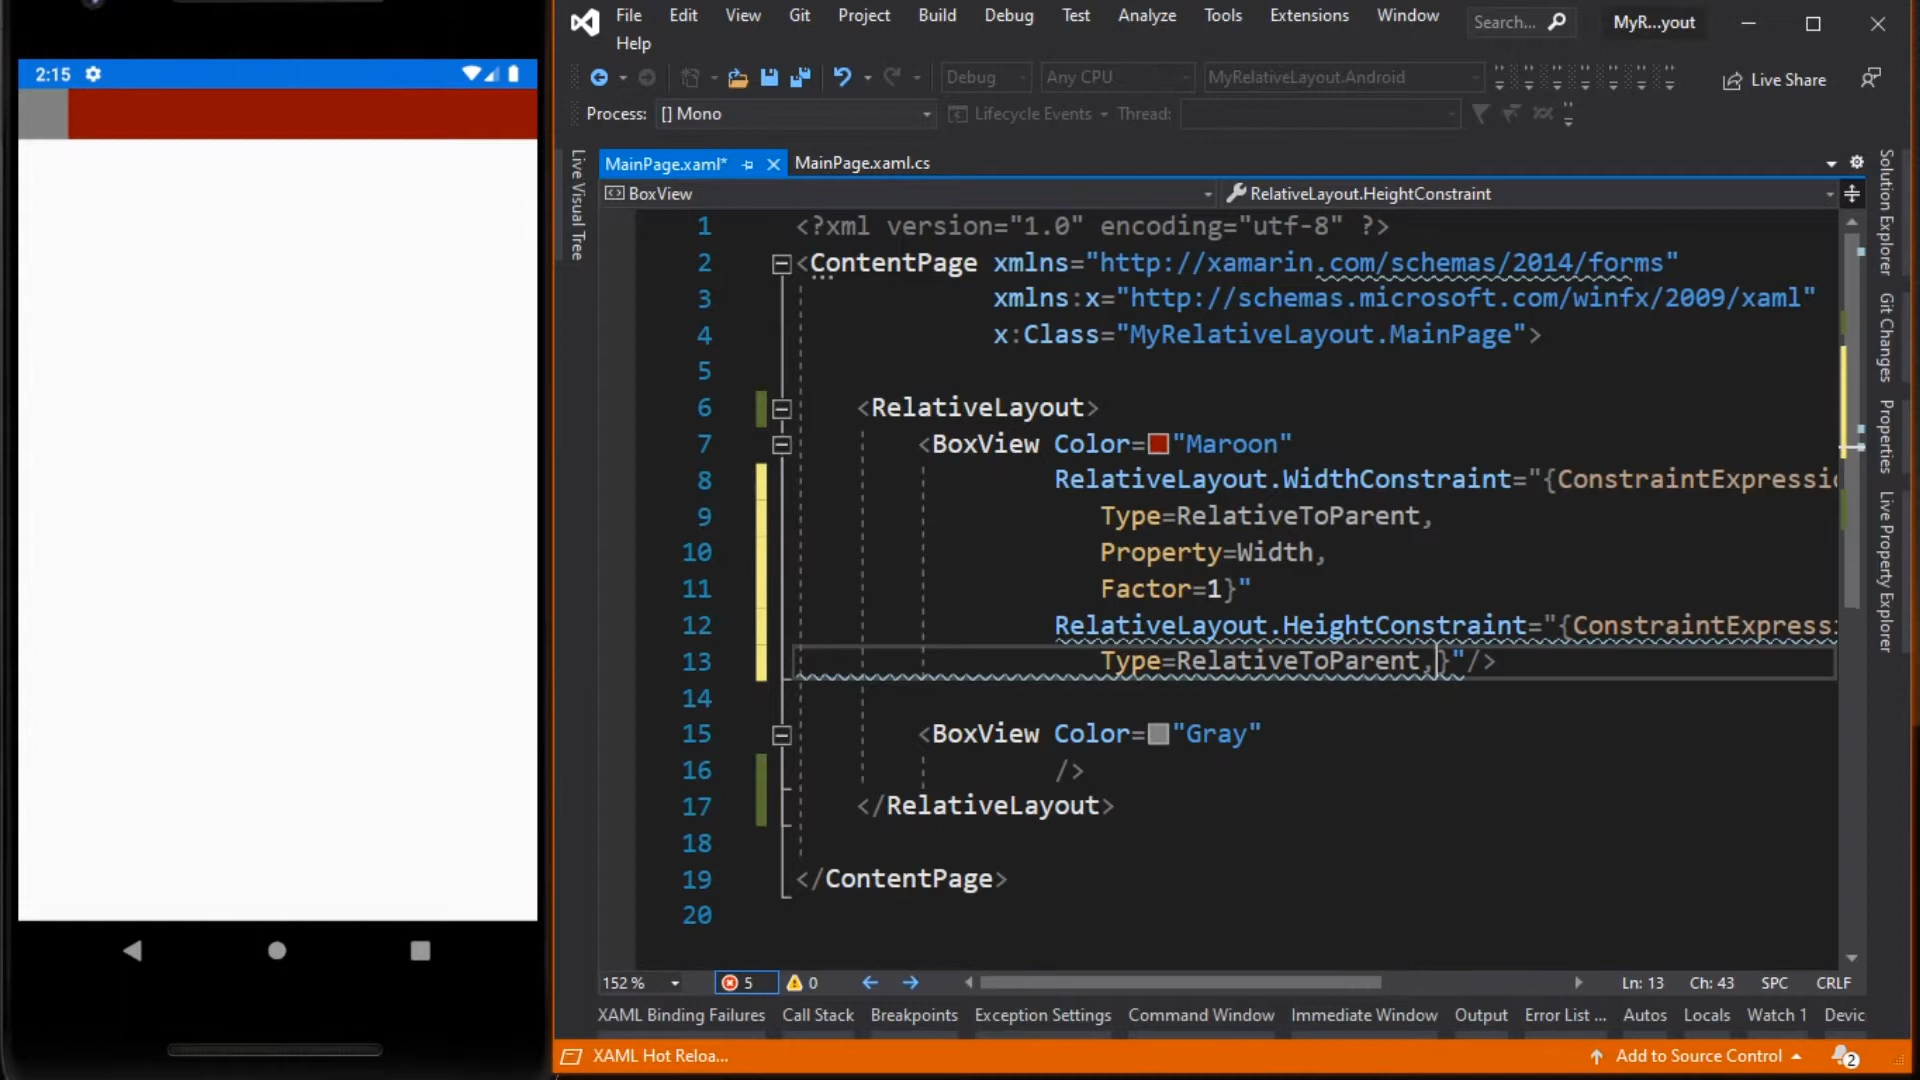 2:15
File Edit View Git Project Build Debug Test Analyze Tools Extensions Window Search... MyR...yout
Help
Debug Any CPU MyRelativeLayout.Android Live Share
Process: [] Mono Lifecycle Events Thread:
MainPage.xaml* MainPage.xaml.cs
BoxView RelativeLayout.HeightConstraint
Live Visual Tree
1 <?xml version="1.0" encoding="utf-8" ?>
2 <ContentPage xmlns="http://xamarin.com/schemas/2014/forms"
3 xmlns:x="http://schemas.microsoft.com/winfx/2009/xaml"
4 x:Class="MyRelativeLayout.MainPage">
5
6 <RelativeLayout>
7 <BoxView Color="Maroon"
8 RelativeLayout.WidthConstraint="{ConstraintExpressio
9 Type=RelativeToParent,
10 Property=Width,
11 Factor=1}"
12 RelativeLayout.HeightConstraint="{ConstraintExpress
13 Type=RelativeToParent,}"/>
14
15 <BoxView Color="Gray"
16 />
17 </RelativeLayout>
18
19 </ContentPage>
20
Solution Explorer
Git Changes
Properties
Live Property Explorer
152 % 5 0 Ln: 13 Ch: 43 SPC CRLF
XAML Binding Failures Call Stack Breakpoints Exception Settings Command Window Immediate Window Output Error List ... Autos Locals Watch 1 Devic
XAML Hot Reloa... Add to Source Control 2